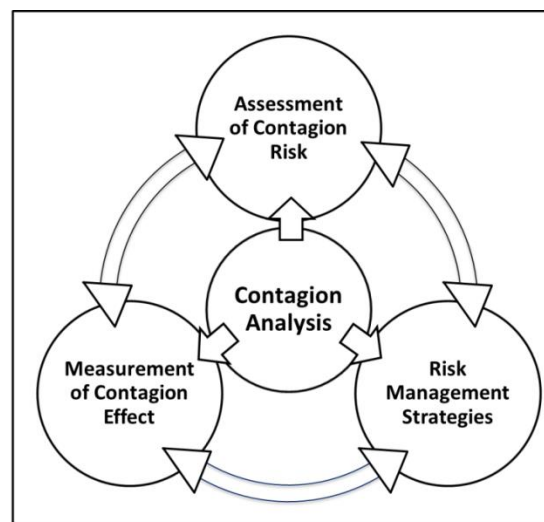 Assessment
of Contagion
Risk
Contagion
Analysis
Measurement
of Contagion
Effect
Risk
Management
Strategies